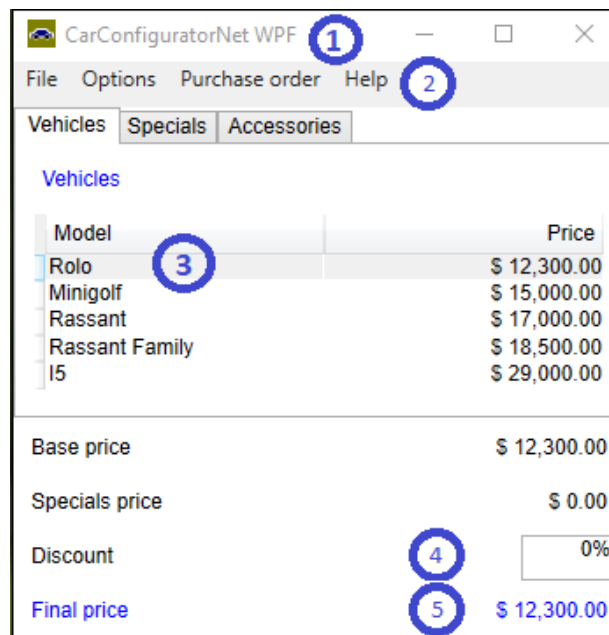 CarConfiguratorNet WPF 1
File Options Purchase order Help 2
Vehicles Specials Accessories
Vehicles
Model Price
Rolo 3 $ 12,300.00
Minigolf $ 15,000.00
Rassant $ 17,000.00
Rassant Family $ 18,500.00
I5 $ 29,000.00
Base price $ 12,300.00
Specials price $ 0.00
Discount 4 0%
Final price 5 $ 12,300.00